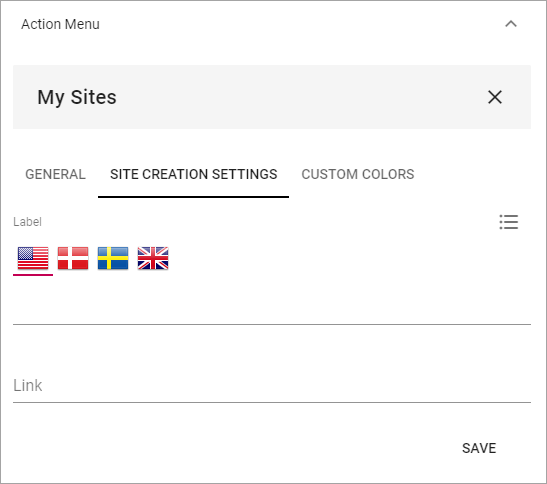 Action Menu
My Sites
GENERAL SITE CREATION SETTINGS CUSTOM COLORS
Label
Link
SAVE